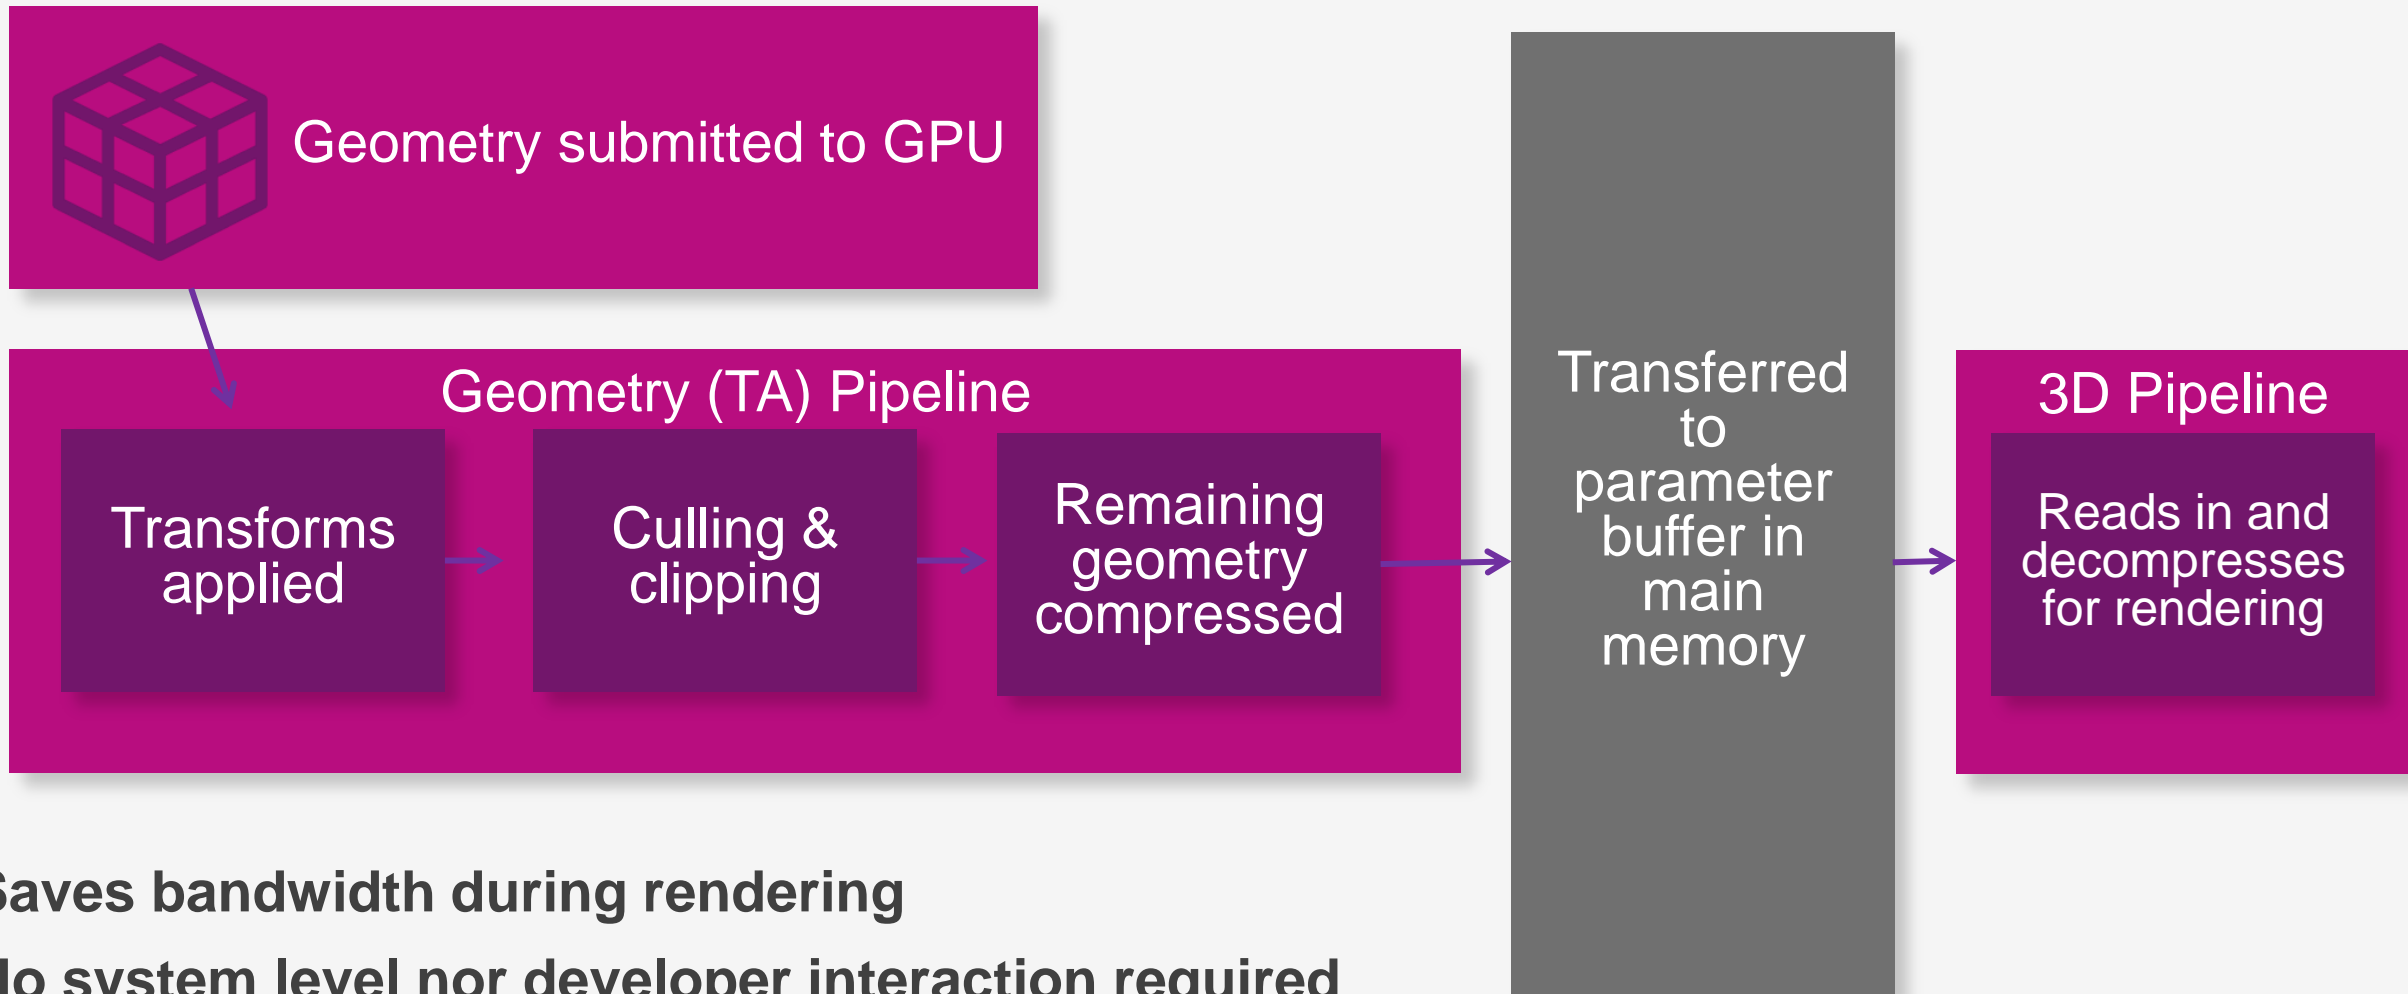 Geometry submitted to GPU
Geometry (TA) Pipeline
Transforms
applied
Culling &
clipping
Remaining
geometry
compressed
Transferred
to
parameter
buffer in
main
memory
3D Pipeline
Reads in and
decompresses
for rendering
Saves bandwidth during rendering
No system level nor developer interaction required